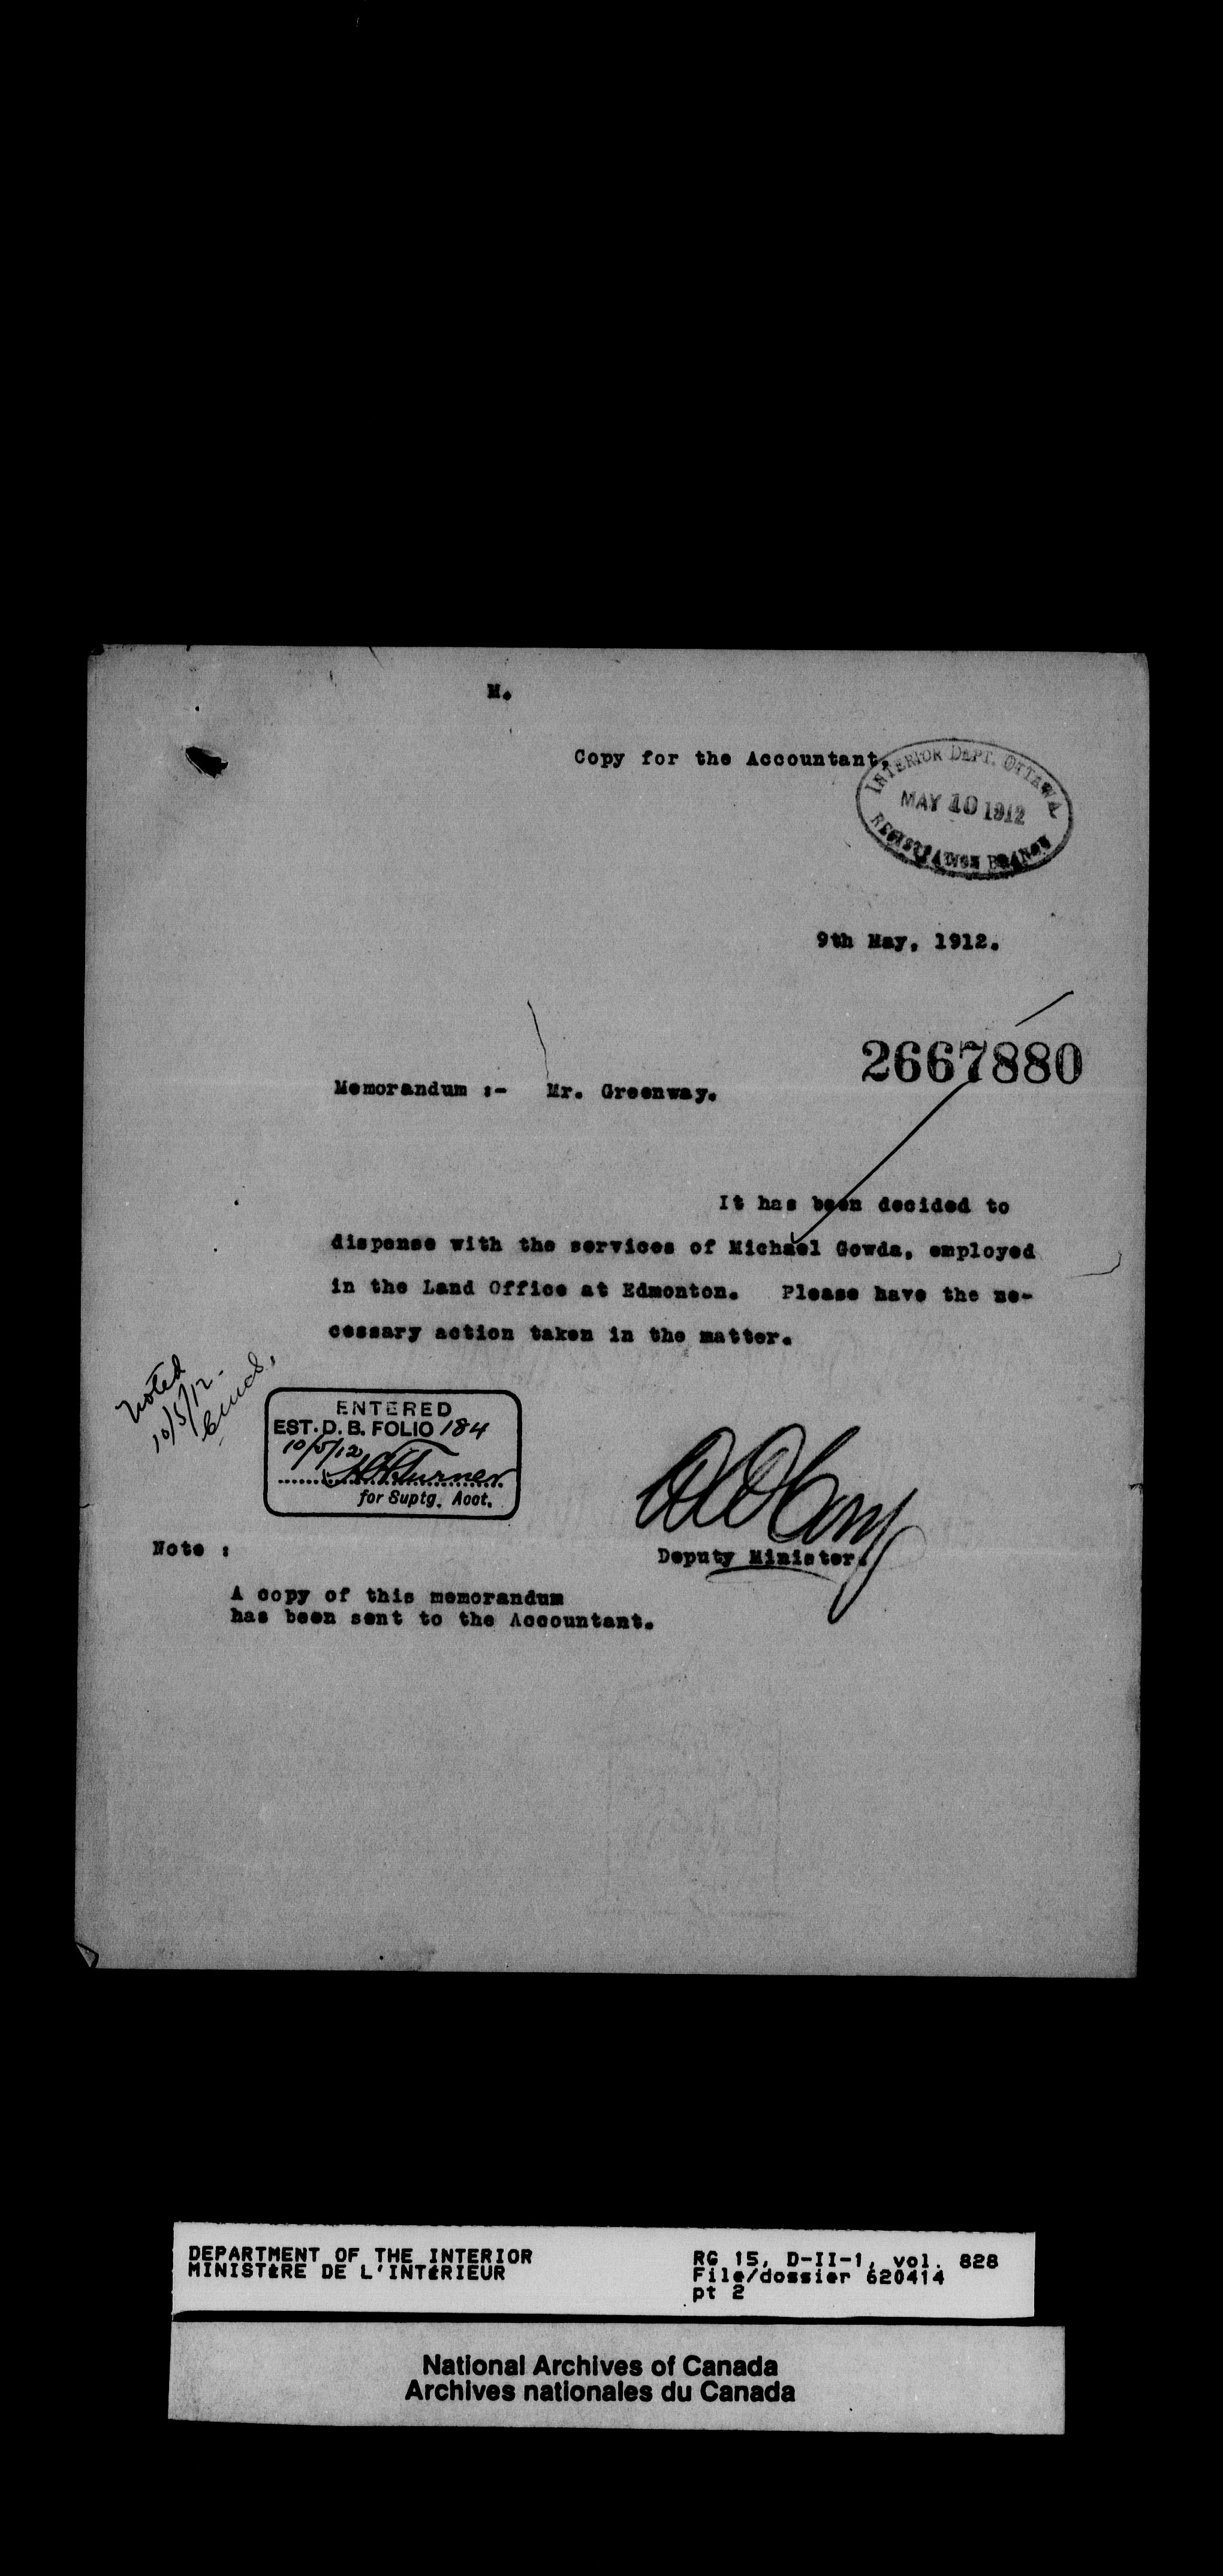 M.
Copy for the Accountant.
INTERIOR DEPT. OTTAWA
MAY 10 1912
REGISTRATION BRANCH
9th May, 1912.
2667880
Memorandum :- Mr. Greenway.
It has been decided to
dispense with the services of Michael Gowda, employed
in the Land Office at Edmonton. Please have the ne-
cessary action taken in the matter.
Noted
10/5/12.
ENTERED
EST. D. B. FOLIO 184
10/5/12
Turner
for Suptg. Acct.
Deputy Minister.
Note :
A copy of this memorandum
has been sent to the Accountant.
DEPARTMENT OF THE INTERIOR
MINISTÈRE DE L'INTÉRIEUR
RG 15, D-II-1, vol. 828
File/dossier 620414
pt 2
National Archives of Canada
Archives nationales du Canada